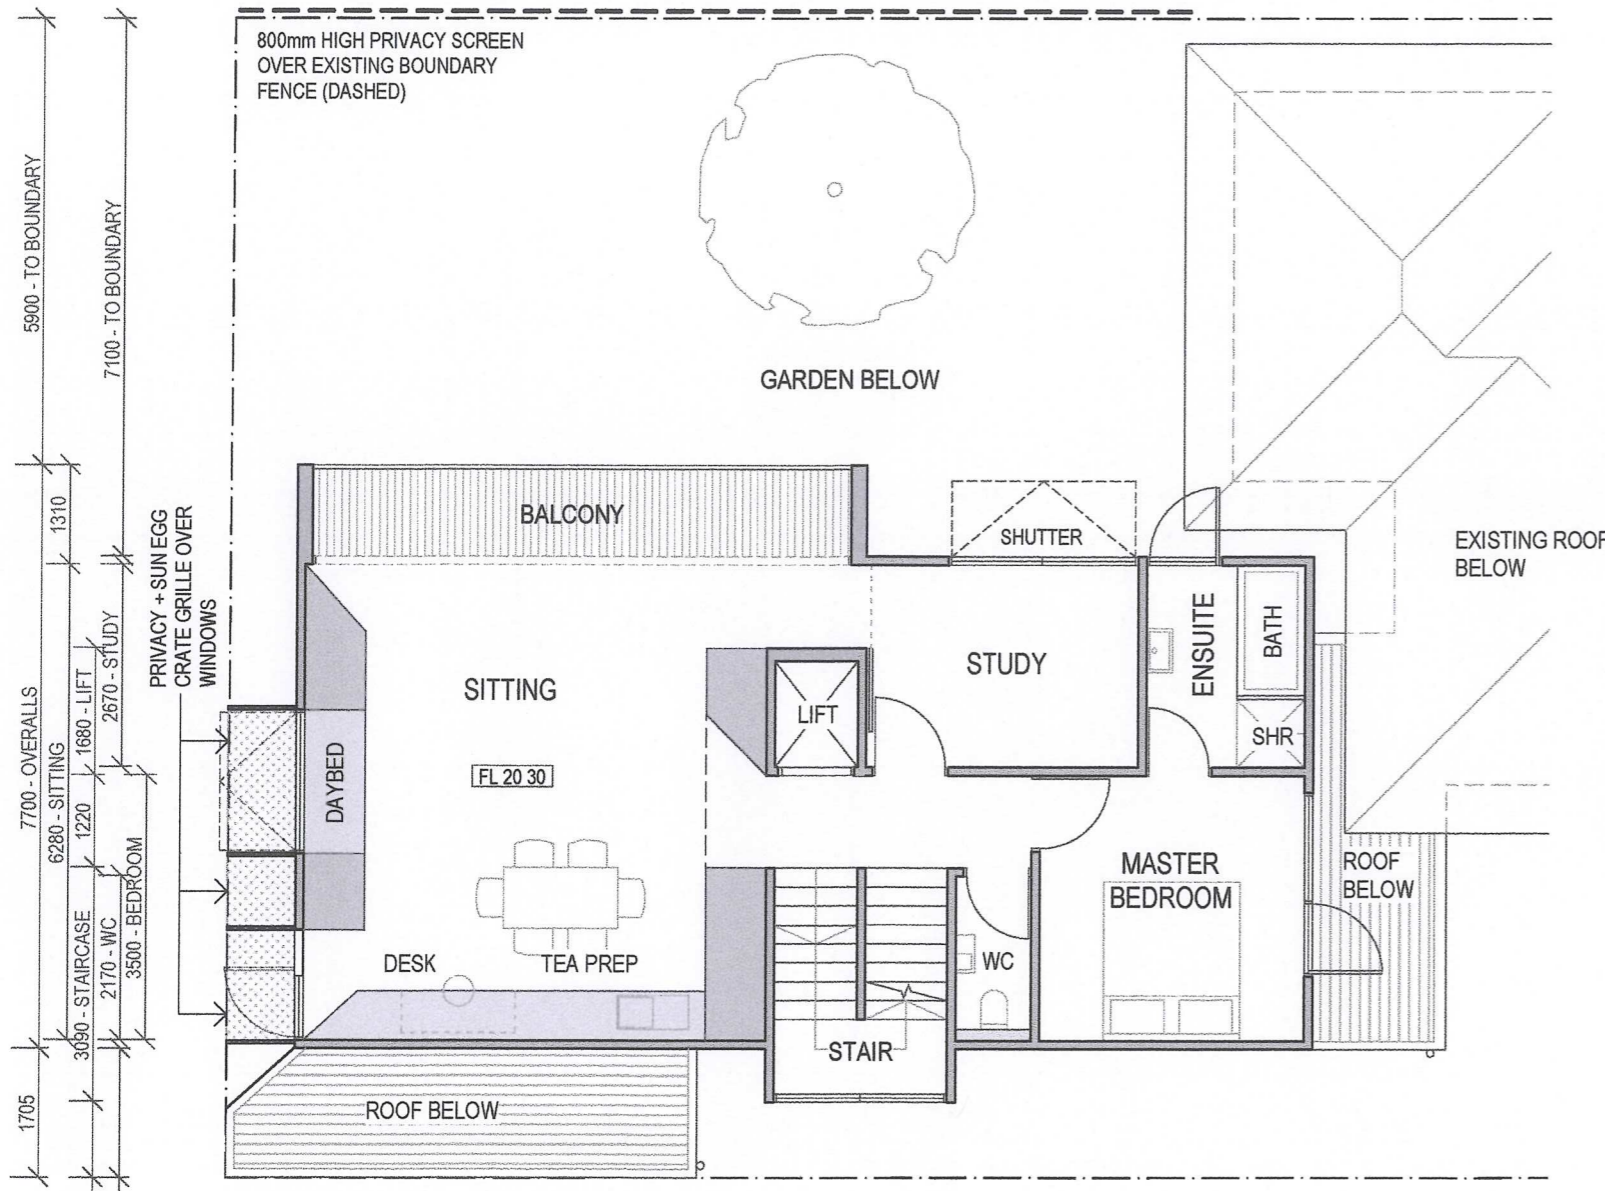 800mm HIGH PRIVACY SCREEN
OVER EXISTING BOUNDARY
FENCE (DASHED)
5900 - TO BOUNDARY
7100 - TO BOUNDARY
GARDEN BELOW
1310
BALCONY
SHUTTER
EXISTING ROOF
BELOW
PRIVACY + SUN EGG
CRATE GRILLE OVER
WINDOWS
7700 - OVERALLS
6280 - SITTING
1680 - LIFT
2670 - STUDY
SITTING
LIFT
STUDY
ENSUITE
BATH
SHR
DAYBED
FL 20 30
1220
3090 - STAIRCASE
2170 - WC
3500 - BEDROOM
MASTER
BEDROOM
ROOF
BELOW
DESK
TEA PREP
WC
STAIR
1705
ROOF BELOW